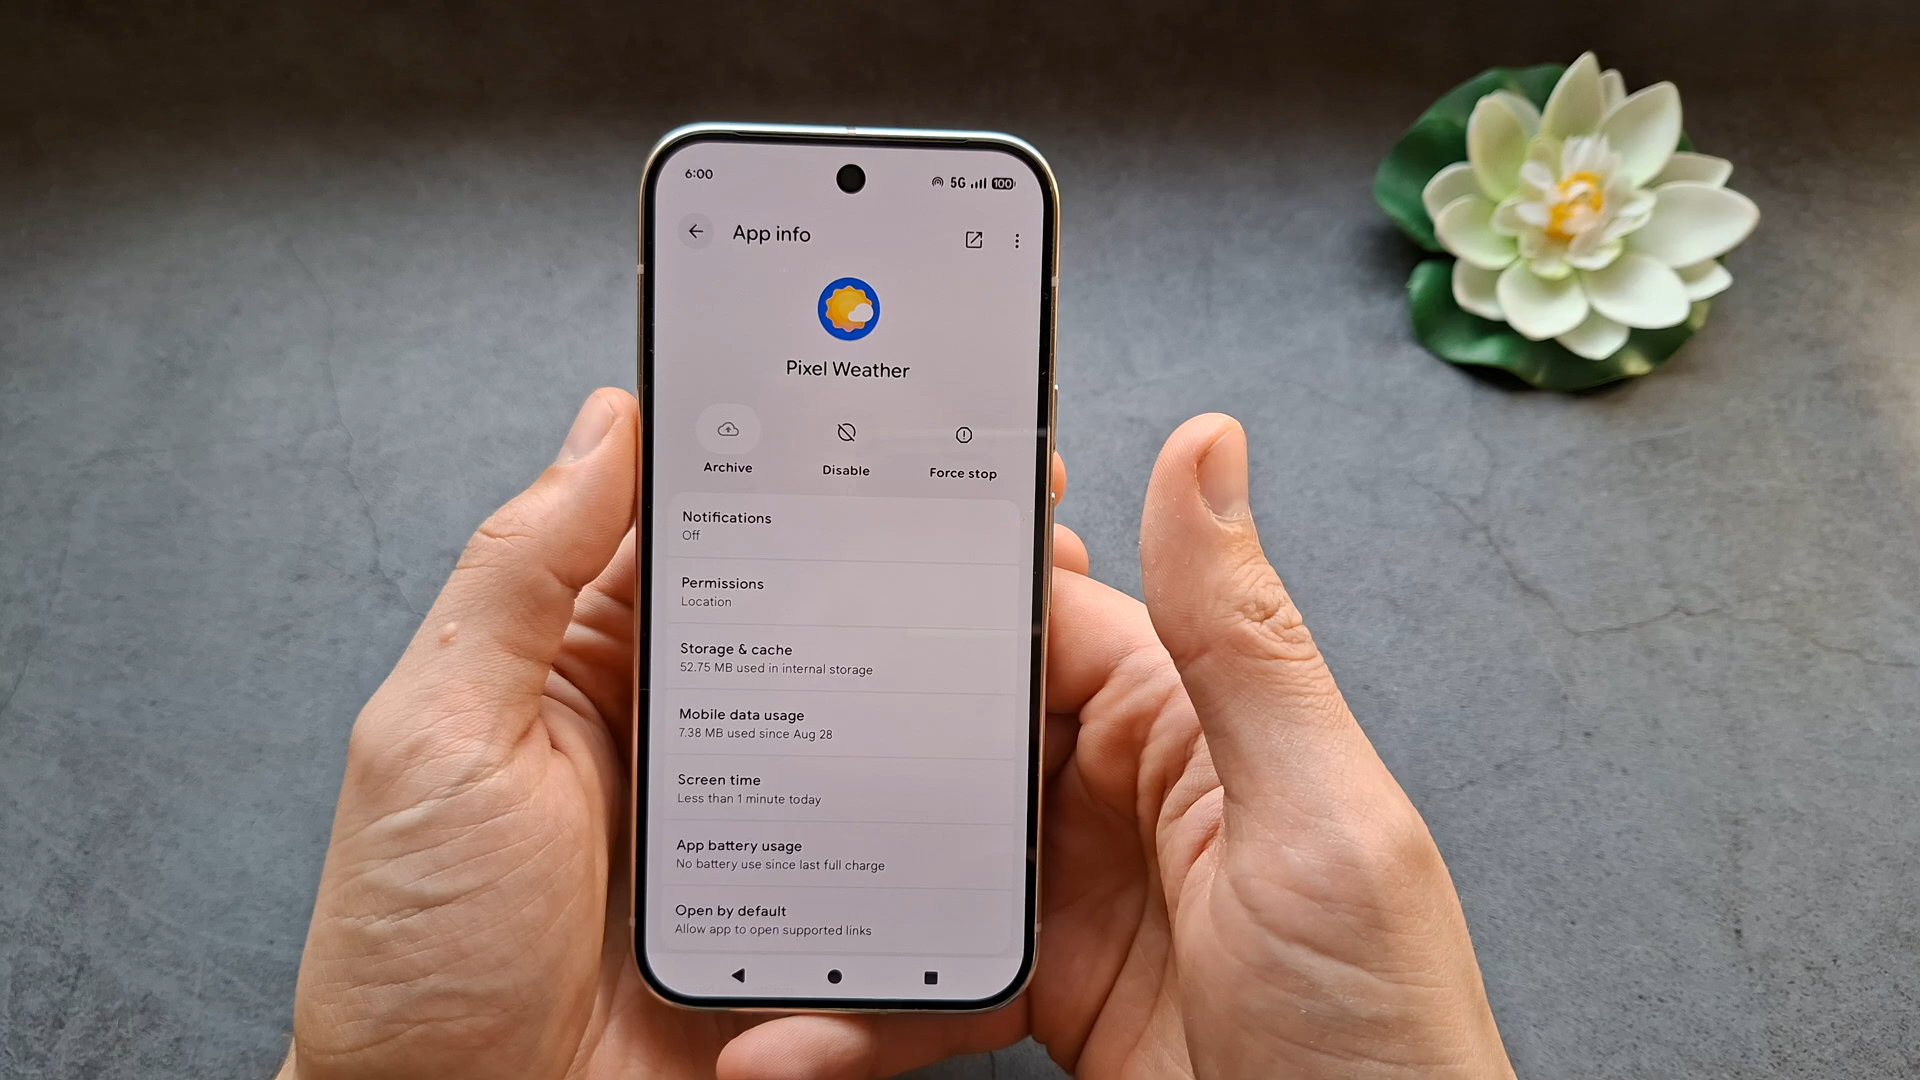 6:00 5G 100
App info
Pixel Weather
Archive Disable Force stop
Notifications
Off
Permissions
Location
Storage & cache
52.75 MB used in internal storage
Mobile data usage
7.38 MB used since Aug 28
Screen time
Less than 1 minute today
App battery usage
No battery use since last full charge
Open by default
Allow app to open supported links